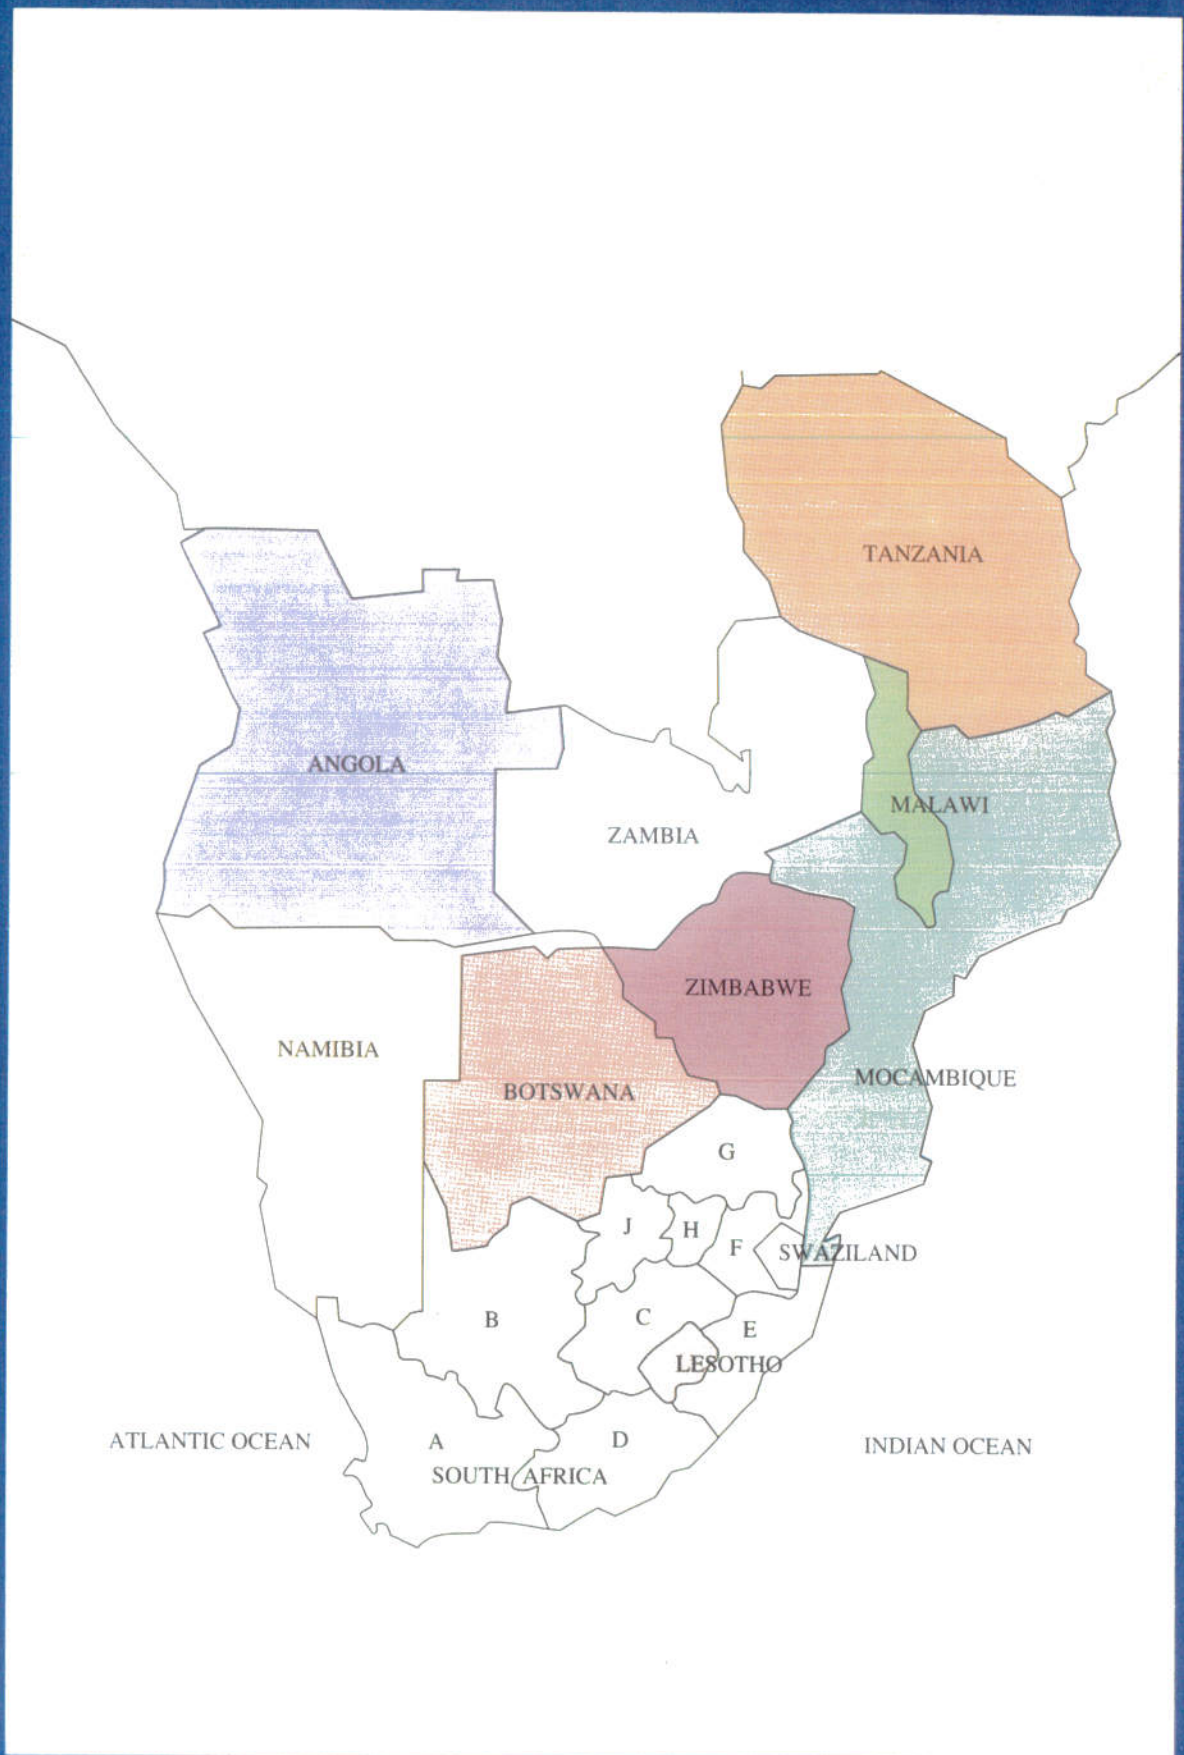 TANZANIA
ANGOLA
MALAWI
ZAMBIA
ZIMBABWE
NAMIBIA
MOCAMBIQUE
BOTSWANA
G
J
H
F
SWAZILAND
B
C
E
LESOTHO
ATLANTIC OCEAN
A
D
INDIAN OCEAN
SOUTH AFRICA